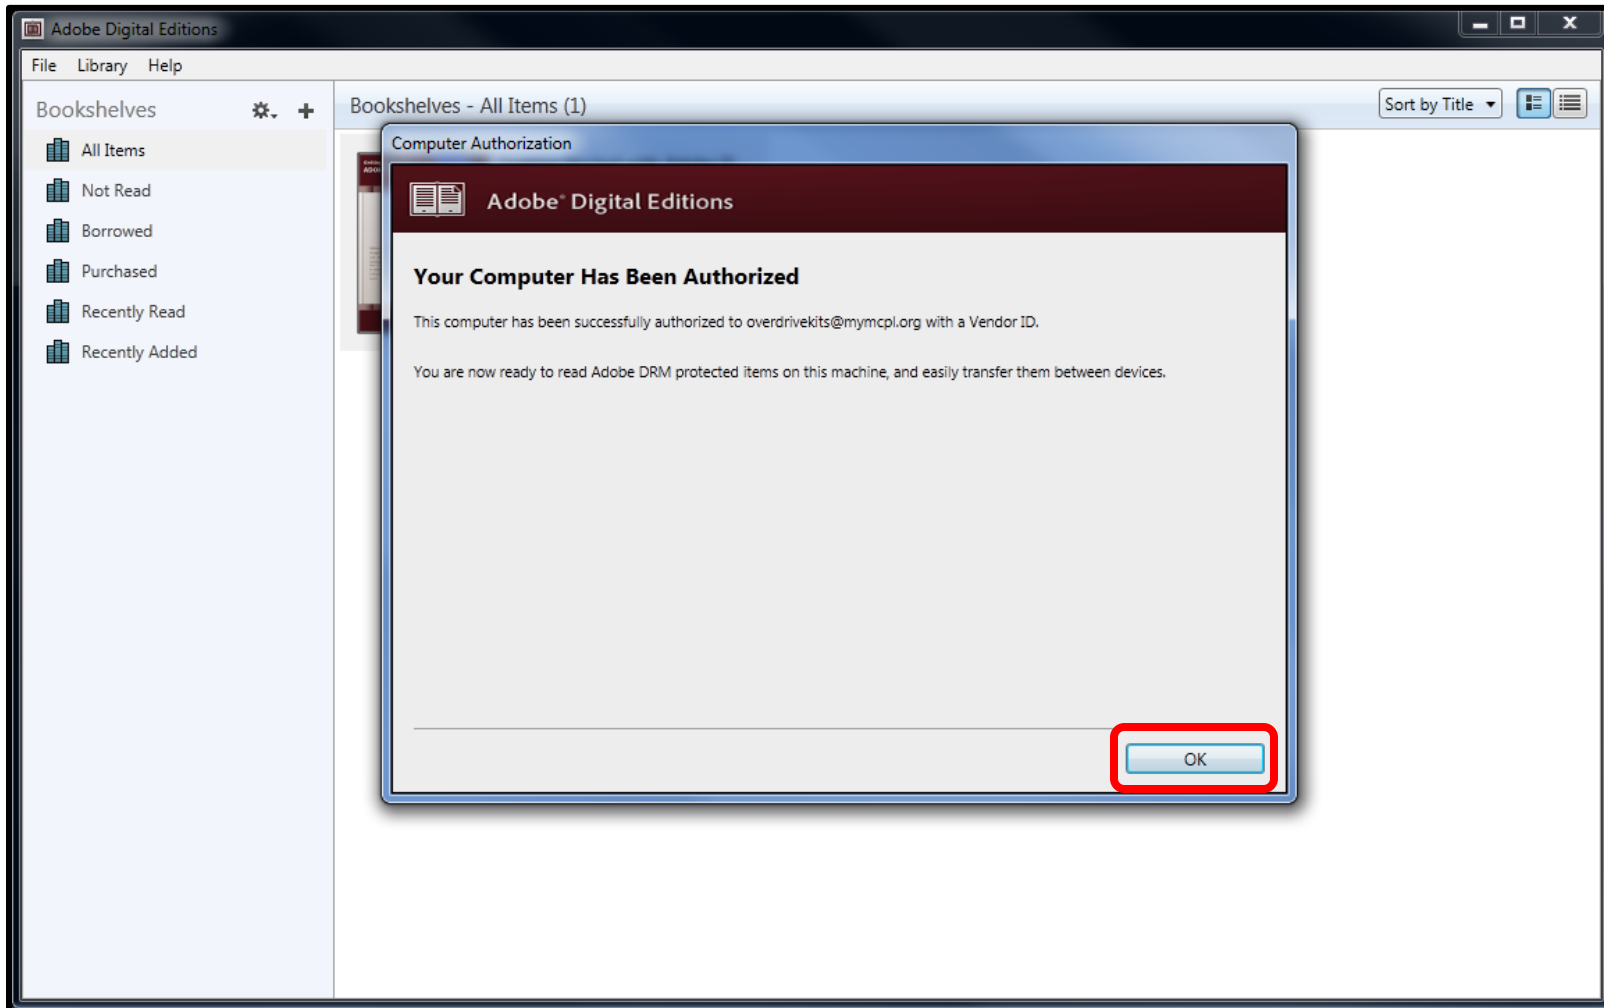 Adobe Digital Editions
File Library Help
Bookshelves
Bookshelves - All Items (1)
Sort by Title
All Items
Not Read
Borrowed
Purchased
Recently Read
Recently Added
Computer Authorization
Adobe® Digital Editions
Your Computer Has Been Authorized
This computer has been successfully authorized to overdrivekits@mymcpl.org with a Vendor ID.
You are now ready to read Adobe DRM protected items on this machine, and easily transfer them between devices.
OK